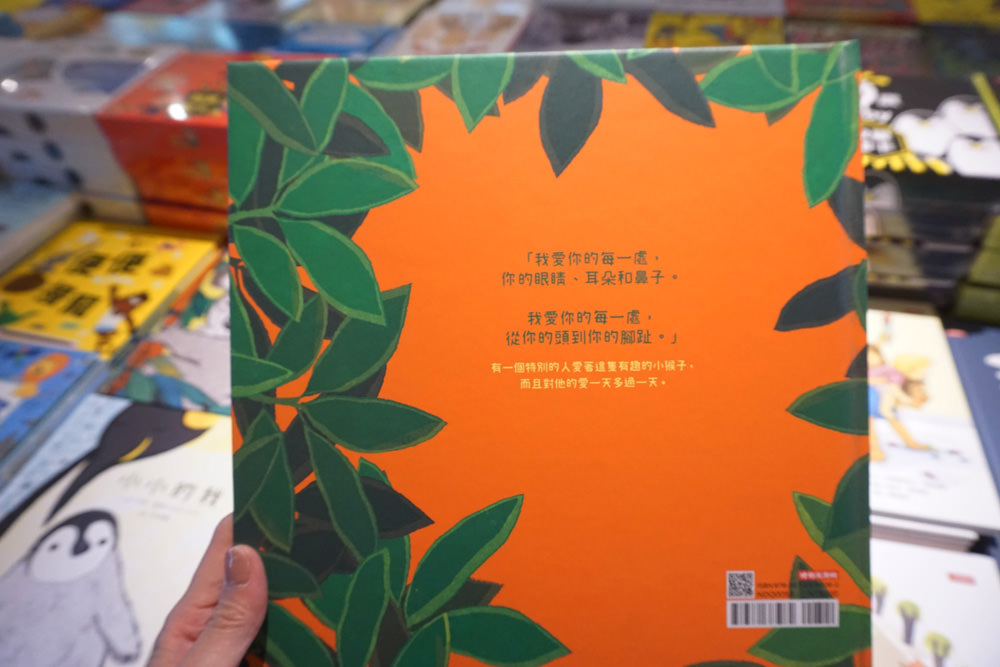 「我愛你的每一處，
你的眼睛、耳朵和鼻子。
我愛你的每一處，
從你的頭到你的腳趾。」
有一個特別的人愛著這隻有趣的小猴子，
而且對他的愛一天多過一天。
小小的我